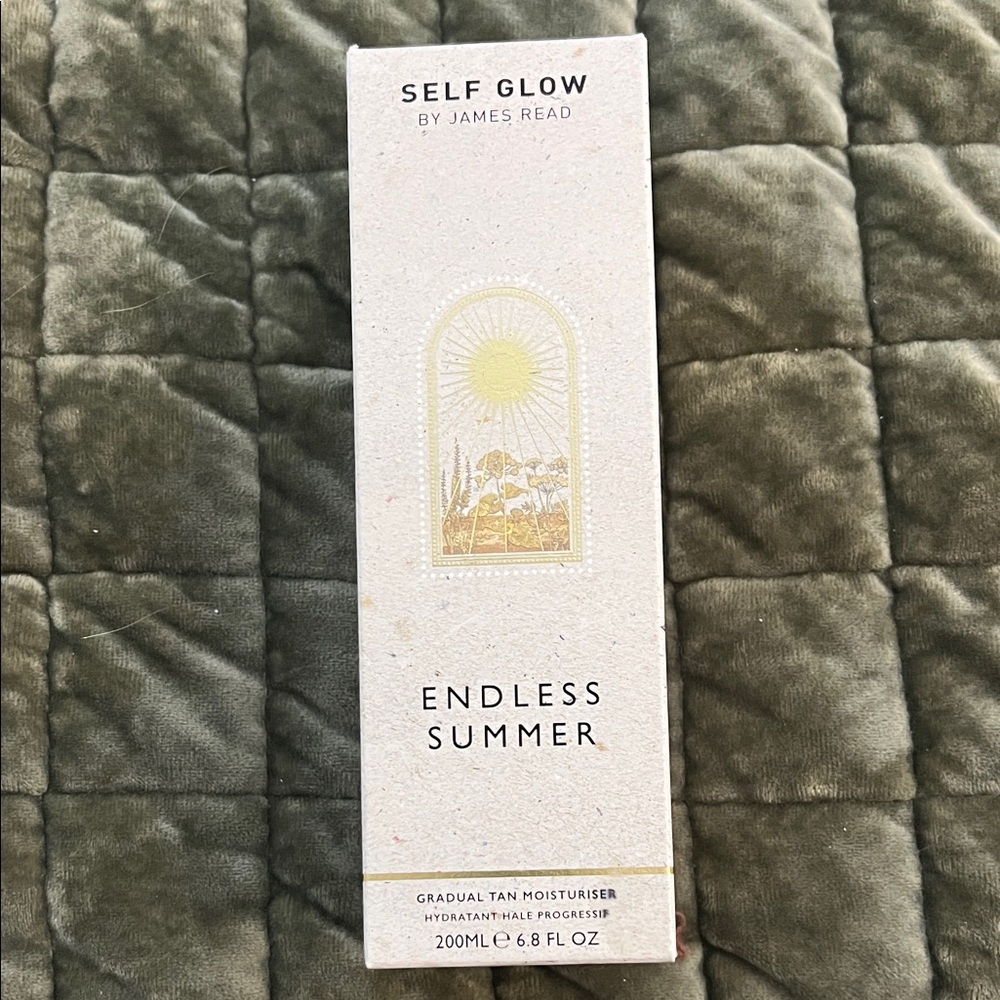 SELF GLOW
BY JAMES READ
ENDLESS
SUMMER
GRADUAL TAN MOISTURISER
HYDRATANT HALE PROGRESSIF
200ML ℮ 6.8 FL OZ